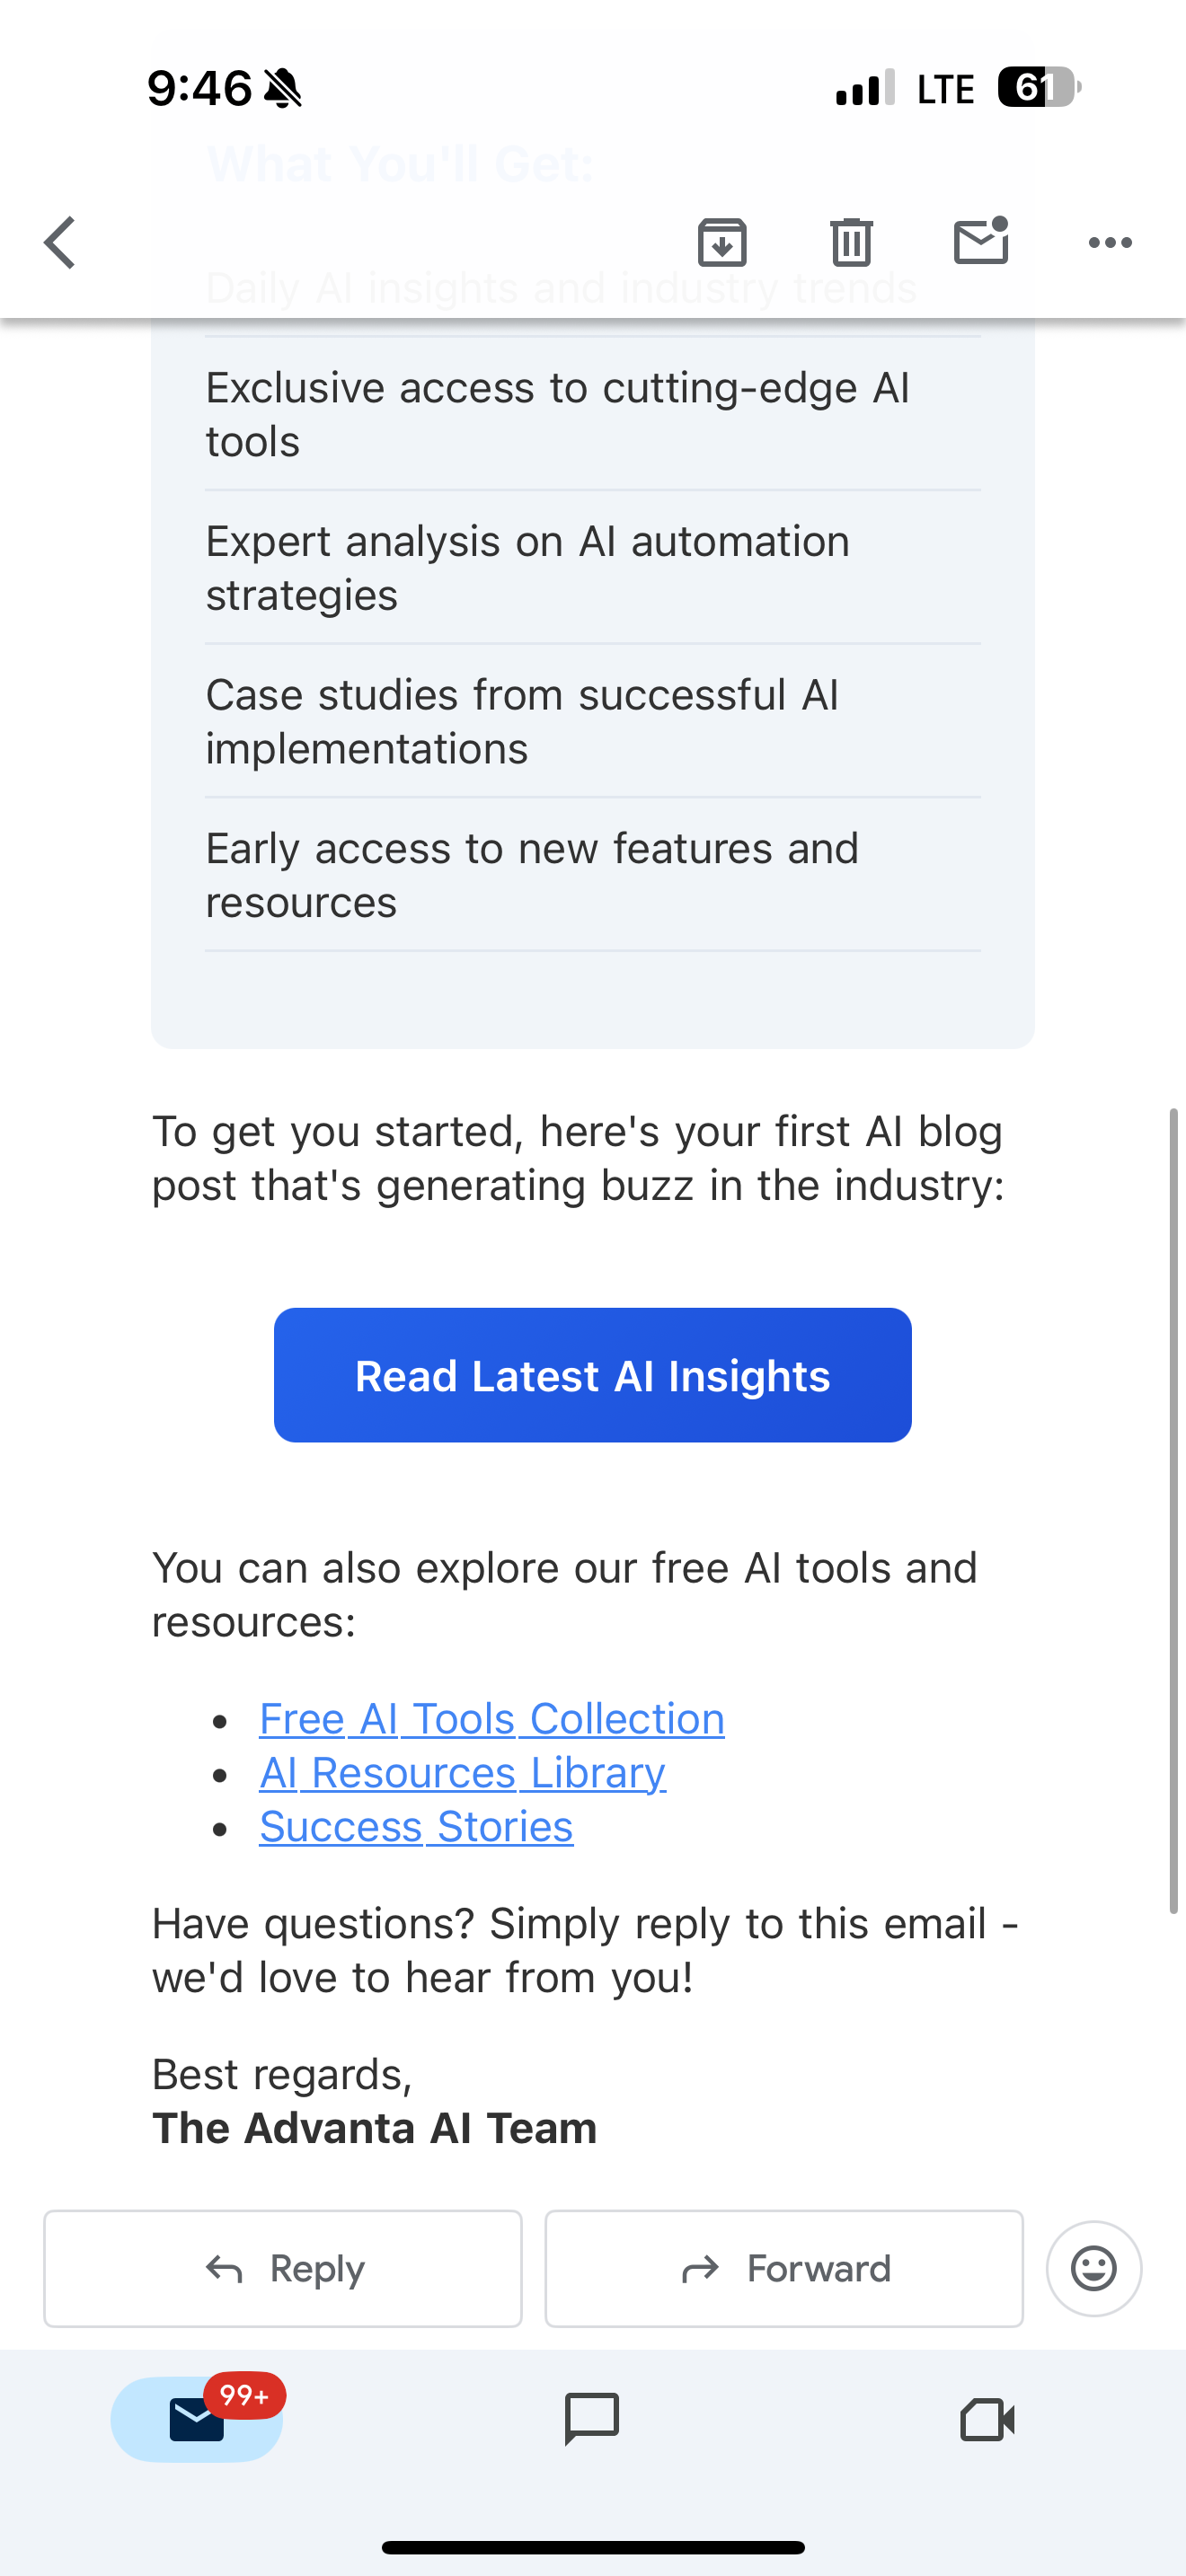 9:46
LTE
61
What You'll Get:
Daily AI insights and industry trends
Exclusive access to cutting-edge AI
tools
Expert analysis on AI automation
strategies
Case studies from successful AI
implementations
Early access to new features and
resources
To get you started, here's your first AI blog
post that's generating buzz in the industry:
Read Latest AI Insights
You can also explore our free AI tools and
resources:
• Free AI Tools Collection
• AI Resources Library
• Success Stories
Have questions? Simply reply to this email -
we'd love to hear from you!
Best regards,
The Advanta AI Team
Reply
Forward
99+